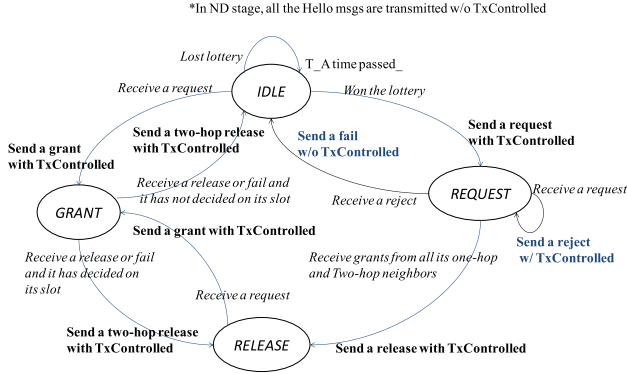 *In ND stage, all the Hello msgs are transmitted w/o TxControlled
Lost lottery
T_A time passed_
Receive a request
IDLE
Won the lottery
Send a grant
with TxControlled
Send a two-hop release
with TxControlled
Send a fail
w/o TxControlled
Send a request
with TxControlled
Receive a release or fail and
it has not decided on its slot
Receive a reject
REQUEST
Receive a request
GRANT
Send a grant with TxControlled
Send a reject
w/ TxControlled
Receive a release or fail
and it has decided on
its slot
Receive grants from all its one-hop
and Two-hop neighbors
Receive a request
Send a two-hop release
with TxControlled
RELEASE
Send a release with TxControlled